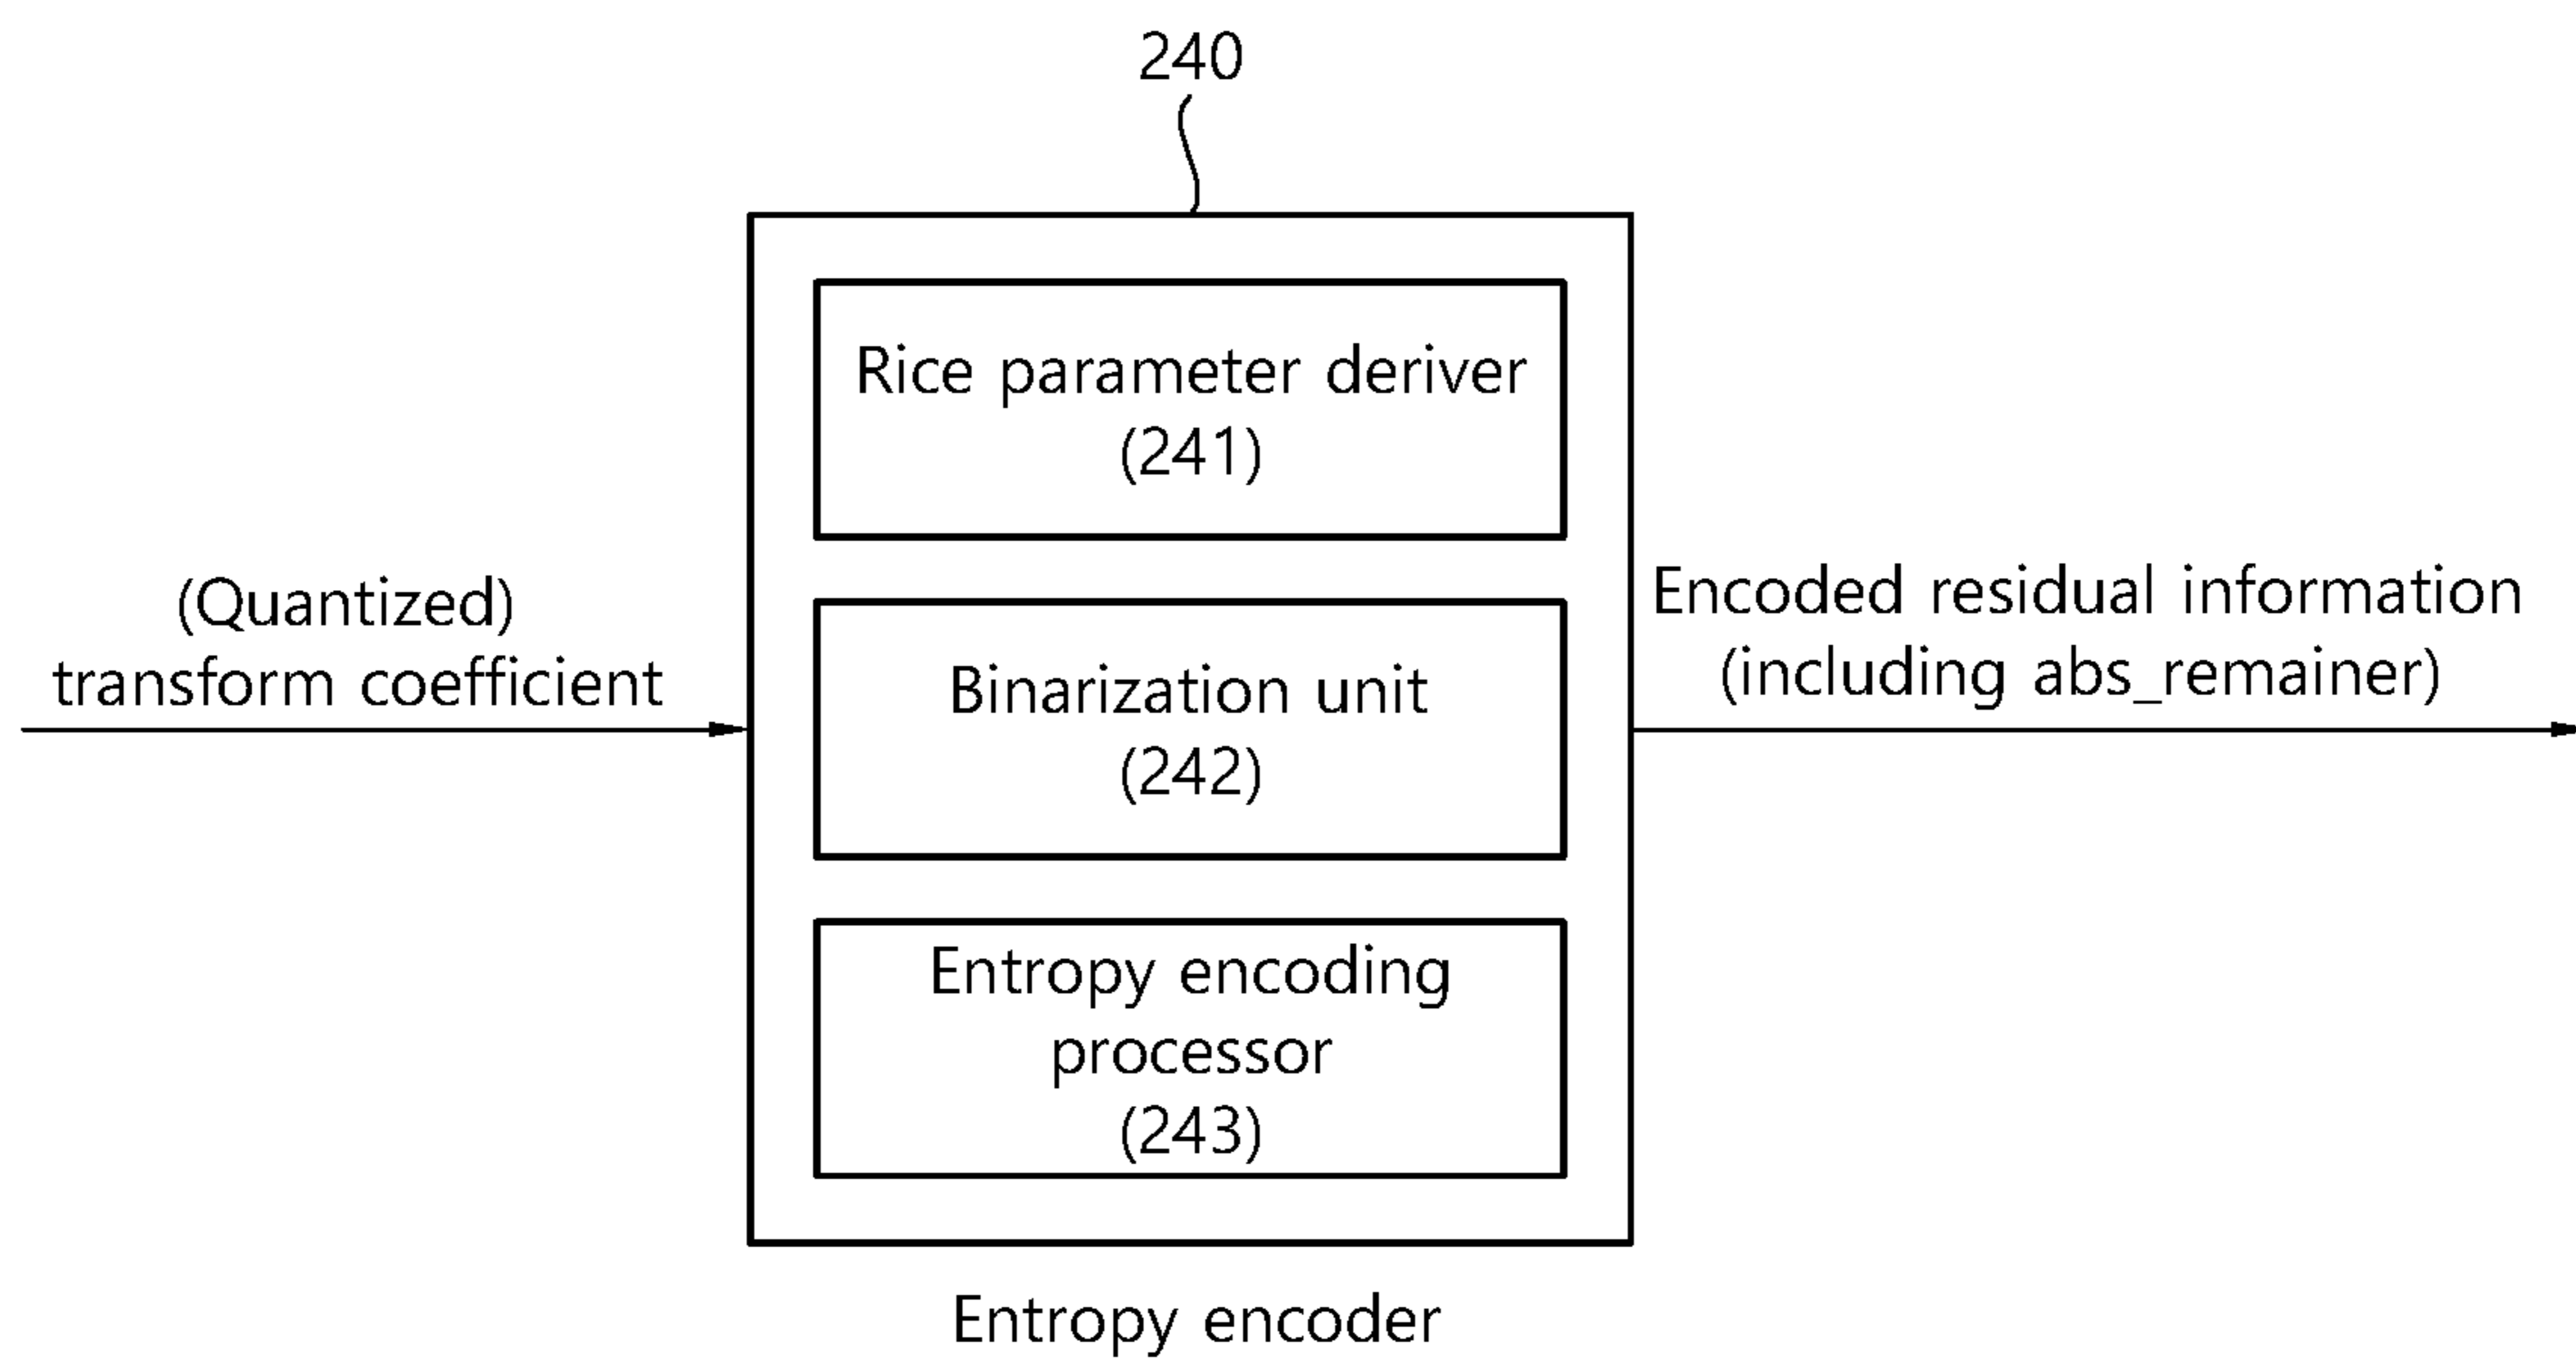 240
Rice parameter deriver
(241)
(Quantized)
transform coefficient
Binarization unit
(242)
Encoded residual information
(including abs_remainer)
Entropy encoding
processor
(243)
Entropy encoder